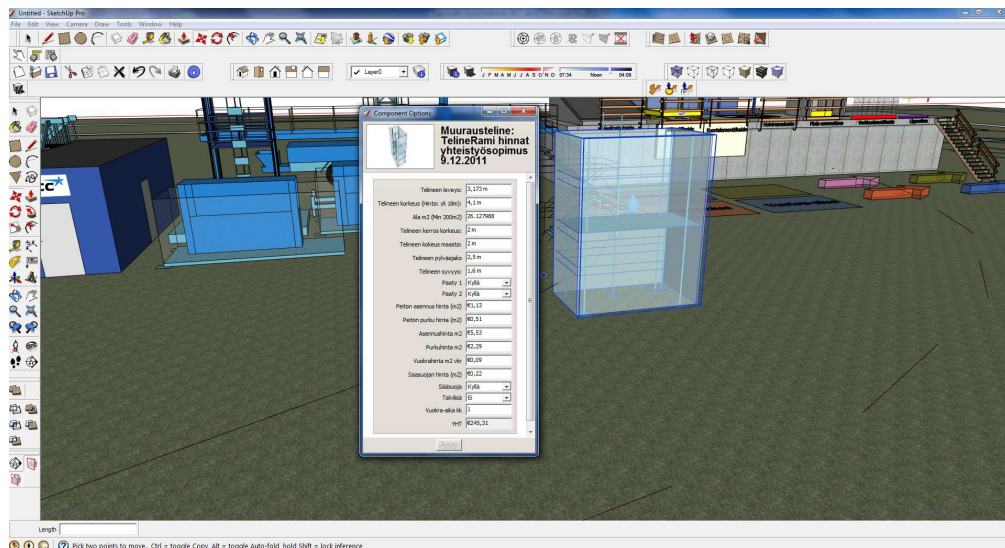 Untitled - SketchUp Pro
File Edit View Camera Draw Tools Window Help
Layer0
J F M A M J J A S O N D 07:34 Noon 04:08
Component Options
Muurausteline:
TelineRami hinnat
yhteistyösopimus
9.12.2011
Telineen leveys: 3,173 m
Telineen korkeus (Hinta: yli 18m): 4,1 m
Ala m2 (Min 200m2) 26.127988
Telineen kerros korkeus: 2 m
Telineen kokeus maasta: 2 m
Telineen pylväsjako 2,5 m
Telineen syvyys: 1,6 m
Paaty 1 Kyllä
Paaty 2 Kyllä
Peiton asennus hinta (m2) €1,13
Peiton purku hinta (m2) €0,51
Asennushinta m2 €5,53
Purkuhinta m2 €2,29
Vuokrahinta m2 vkr €0,09
Saasuojan hinta (m2) €0,22
Sääsuoja Kyllä
Talvilisä Ei
Vuokra-aika kk 1
YHT €245,31
Apply
Length
Pick two points to move. Ctrl = toggle Copy, Alt = toggle Auto-fold, hold Shift = lock inference